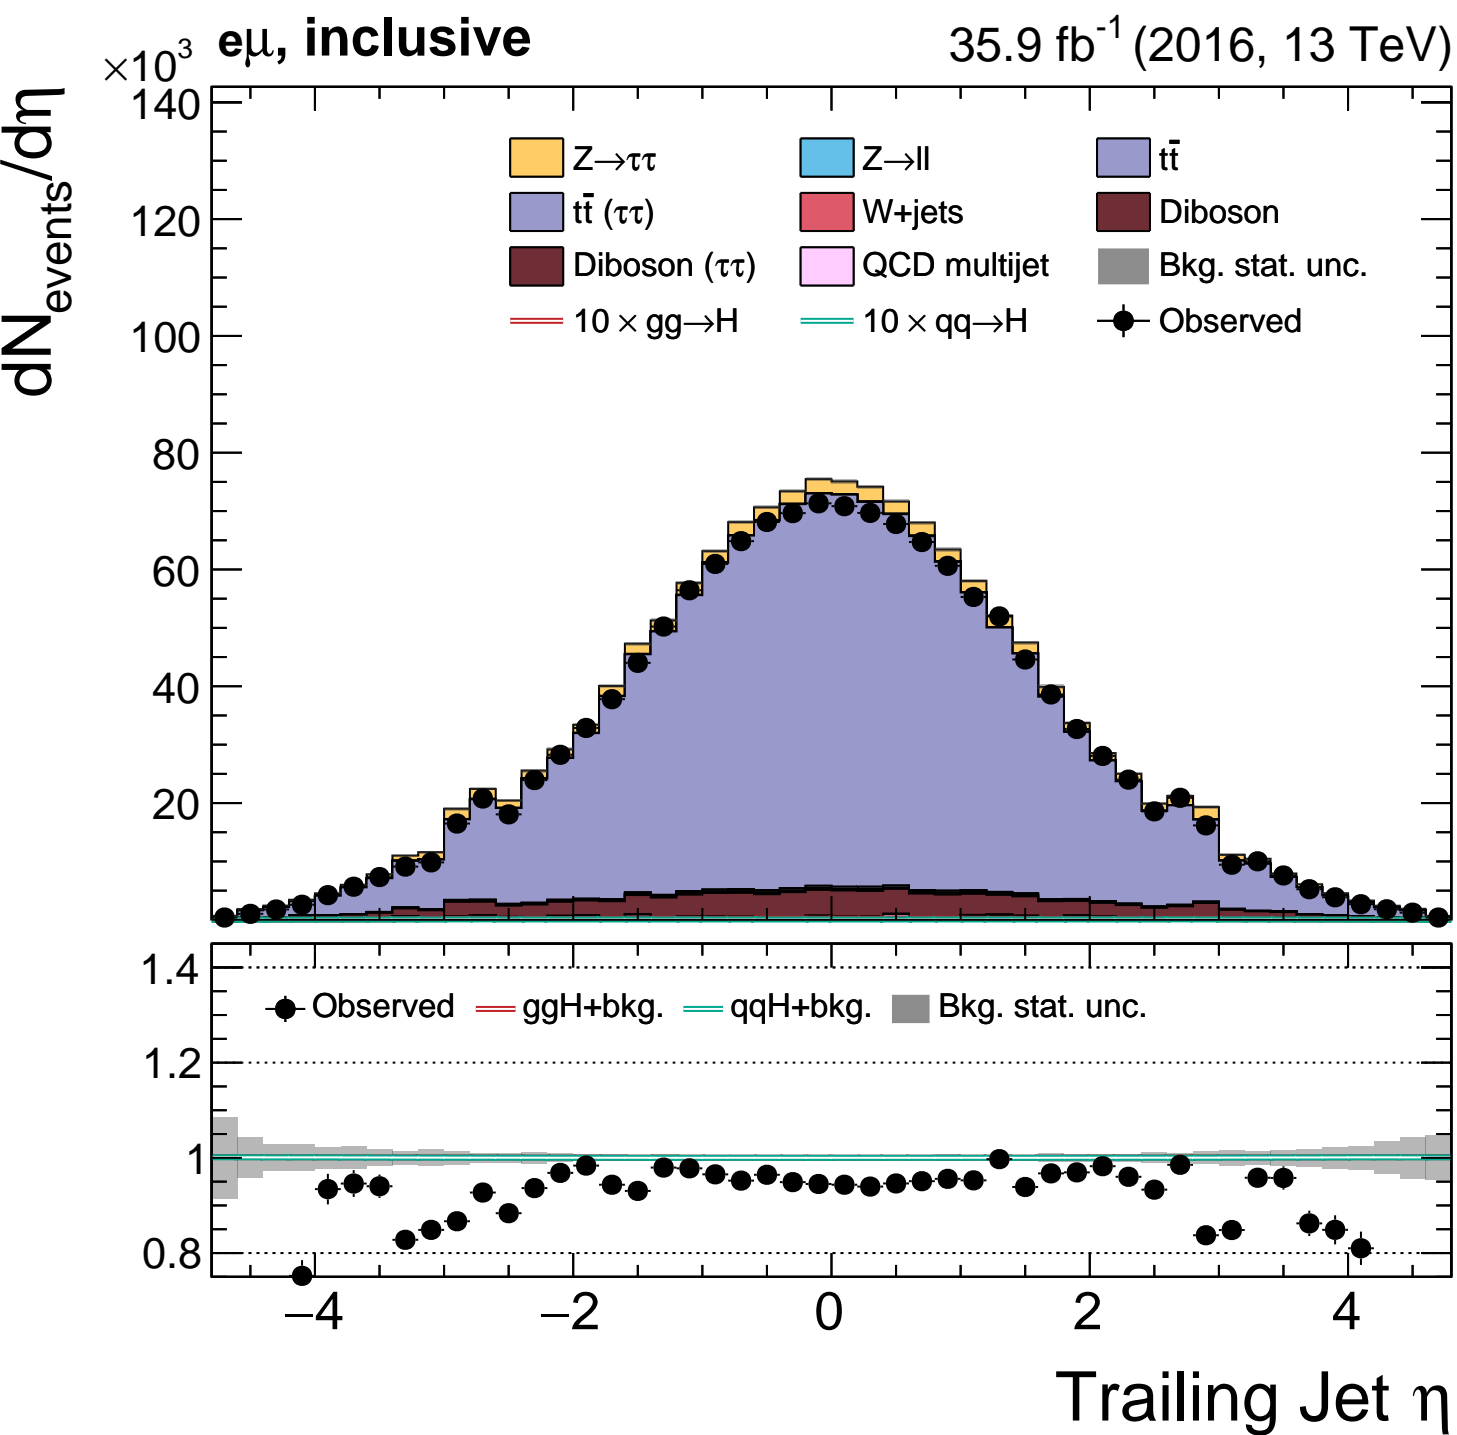 eμ, inclusive 35.9 fb⁻¹ (2016, 13 TeV)
×10³
dN_events/dη
140
120
100
80
60
40
20
Z→ττ Z→ll tt̄
tt̄ (ττ) W+jets Diboson
Diboson (ττ) QCD multijet Bkg. stat. unc.
10 × gg→H 10 × qq→H Observed
1.4
Observed ggH+bkg. qqH+bkg. Bkg. stat. unc.
1.2
1
0.8
−4 −2 0 2 4
Trailing Jet η